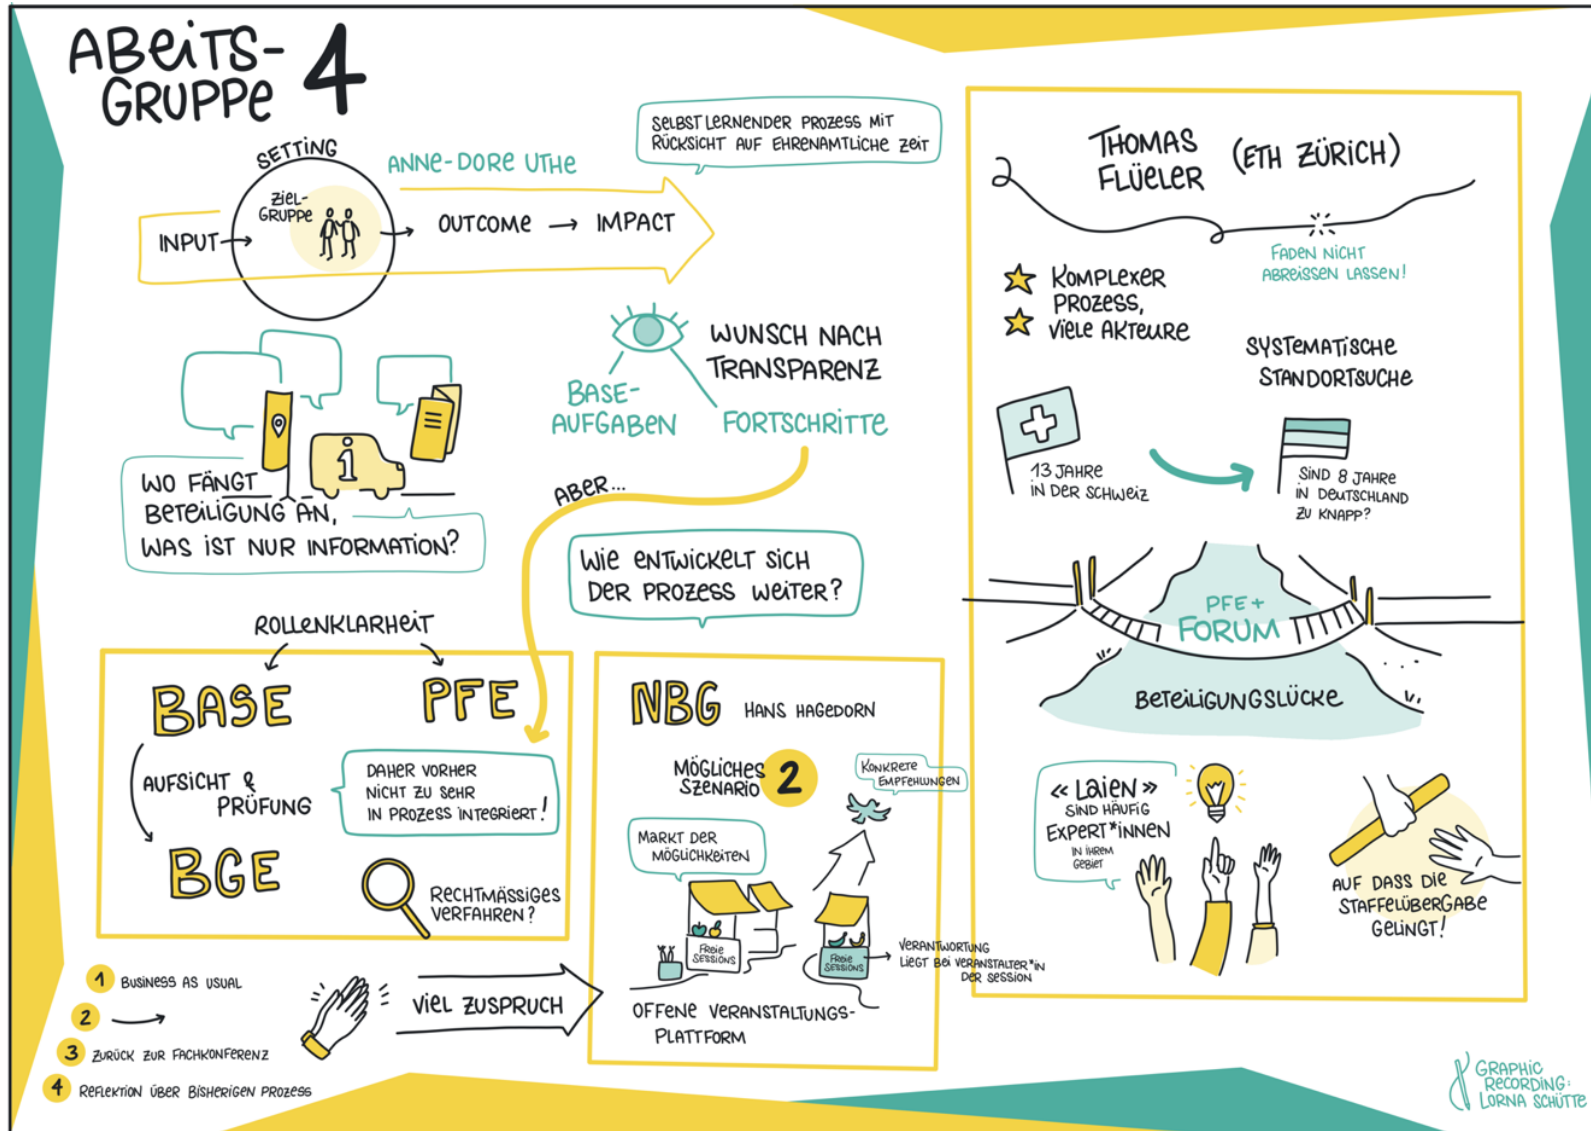 ABEITS-
GRUPPE 4
SETTING
ZIEL-
GRUPPE
INPUT
ANNE-DORE UTHE
OUTCOME → IMPACT
SELBSTLERNENDER PROZESS MIT
RÜCKSICHT AUF EHRENAMTLICHE ZEIT
WUNSCH NACH
TRANSPARENZ
BASE-
AUFGABEN
FORTSCHRITTE
i
WO FÄNGT
BETEILIGUNG AN,
WAS IST NUR INFORMATION?
ABER...
WIE ENTWICKELT SICH
DER PROZESS WEITER?
ROLLENKLARHEIT
BASE
PFE
AUFSICHT &
PRÜFUNG
BGE
DAHER VORHER
NICHT ZU SEHR
IN PROZESS INTEGRIERT!
RECHTMÄSSIGES
VERFAHREN?
1 BUSINESS AS USUAL
2 →
3 ZURÜCK ZUR FACHKONFERENZ
4 REFLEKTION ÜBER BISHERIGEN PROZESS
VIEL ZUSPRUCH
NBG HANS HAGEDORN
MÖGLICHES
SZENARIO 2
KONKRETE
EMPFEHLUNGEN
MARKT DER
MÖGLICHKEITEN
FREIE
SESSIONS
FREIE
SESSIONS
VERANTWORTUNG
LIEGT BEI VERANSTALTER*IN
DER SESSION
OFFENE VERANSTALTUNGS-
PLATTFORM
THOMAS
FLÜELER (ETH ZÜRICH)
FADEN NICHT
ABREISSEN LASSEN!
KOMPLEXER
PROZESS,
VIELE AKTEURE
SYSTEMATISCHE
STANDORTSUCHE
13 JAHRE
IN DER SCHWEIZ
SIND 8 JAHRE
IN DEUTSCHLAND
ZU KNAPP?
PFE +
FORUM
BETEILIGUNGSLÜCKE
« LAIEN »
SIND HÄUFIG
EXPERT*INNEN
IN IHREM
GEBIET
AUF DASS DIE
STAFFELÜBERGABE
GELINGT!
GRAPHIC
RECORDING:
LORNA SCHÜTTE